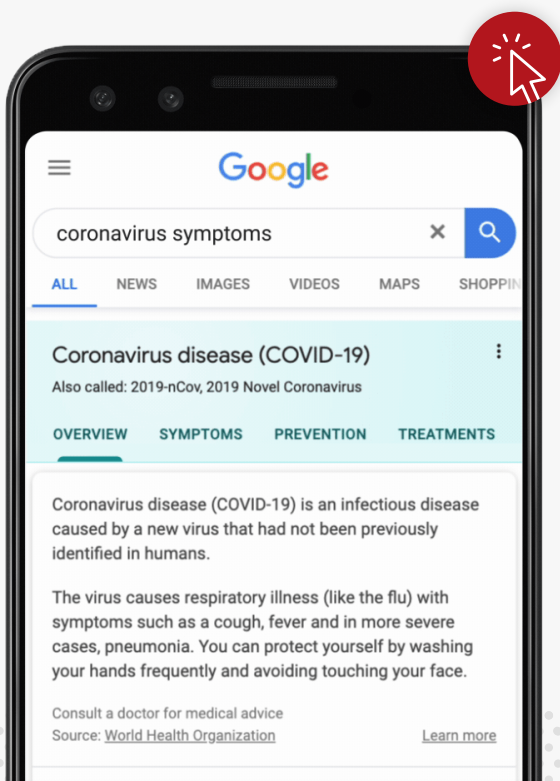 Google
coronavirus symptoms
ALL NEWS IMAGES VIDEOS MAPS SHOPPIN
Coronavirus disease (COVID-19)
Also called: 2019-nCov, 2019 Novel Coronavirus
OVERVIEW SYMPTOMS PREVENTION TREATMENTS
Coronavirus disease (COVID-19) is an infectious disease
caused by a new virus that had not been previously
identified in humans.
The virus causes respiratory illness (like the flu) with
symptoms such as a cough, fever and in more severe
cases, pneumonia. You can protect yourself by washing
your hands frequently and avoiding touching your face.
Consult a doctor for medical advice
Source: World Health Organization Learn more